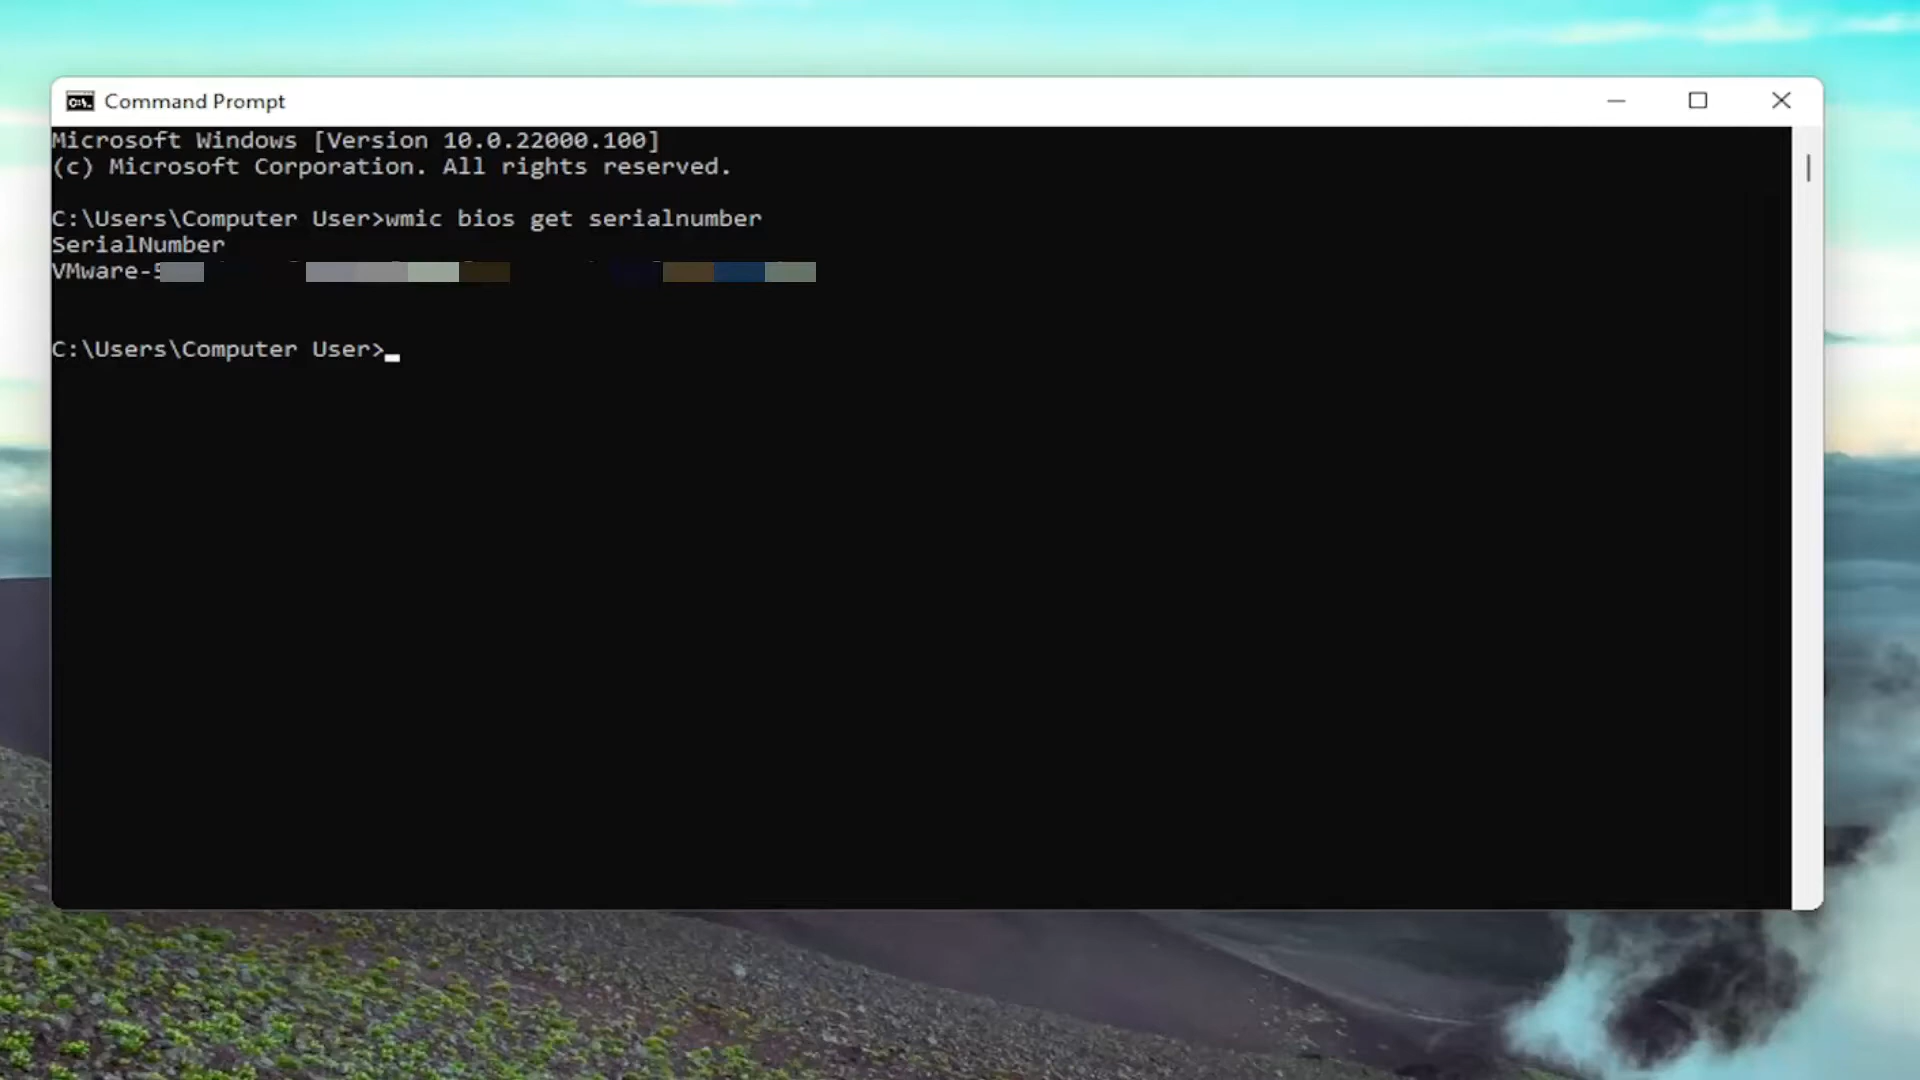 Command Prompt
Microsoft Windows [Version 10.0.22000.100]
(c) Microsoft Corporation. All rights reserved.
C:\Users\Computer User>wmic bios get serialnumber
SerialNumber
VMware-5
C:\Users\Computer User>